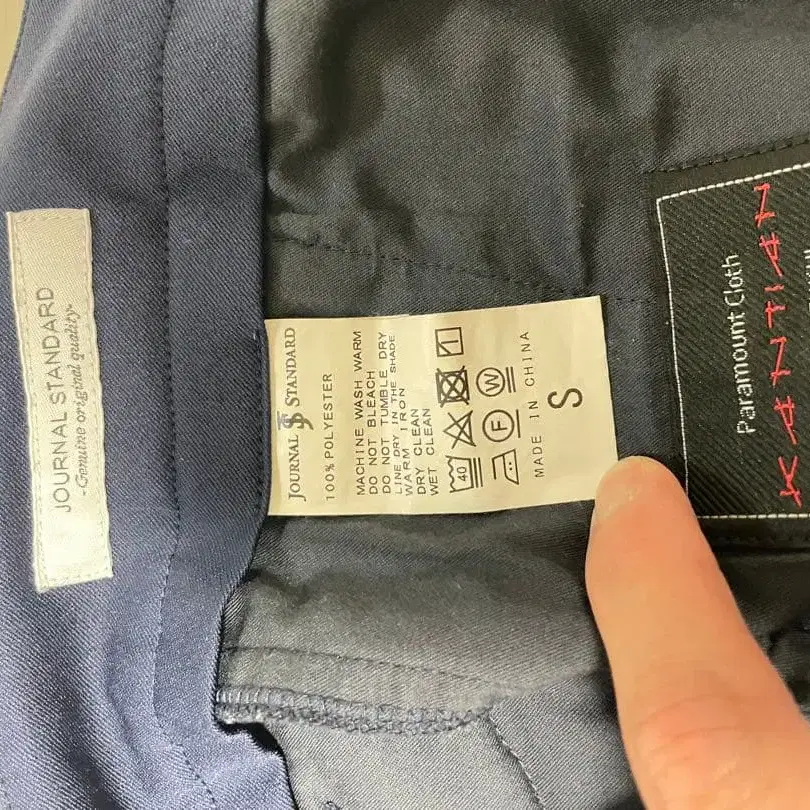 JOURNAL STANDARD
-Genuine original quality-
JOURNAL STANDARD
100% POLYESTER
MACHINE WASH WARM
DO NOT BLEACH
DO NOT TUMBLE DRY
LINE DRY IN THE SHADE
WARM IRON
DRY CLEAN
WET CLEAN
40
F W
MADE IN CHINA
S
Paramount Cloth
KANTIAN